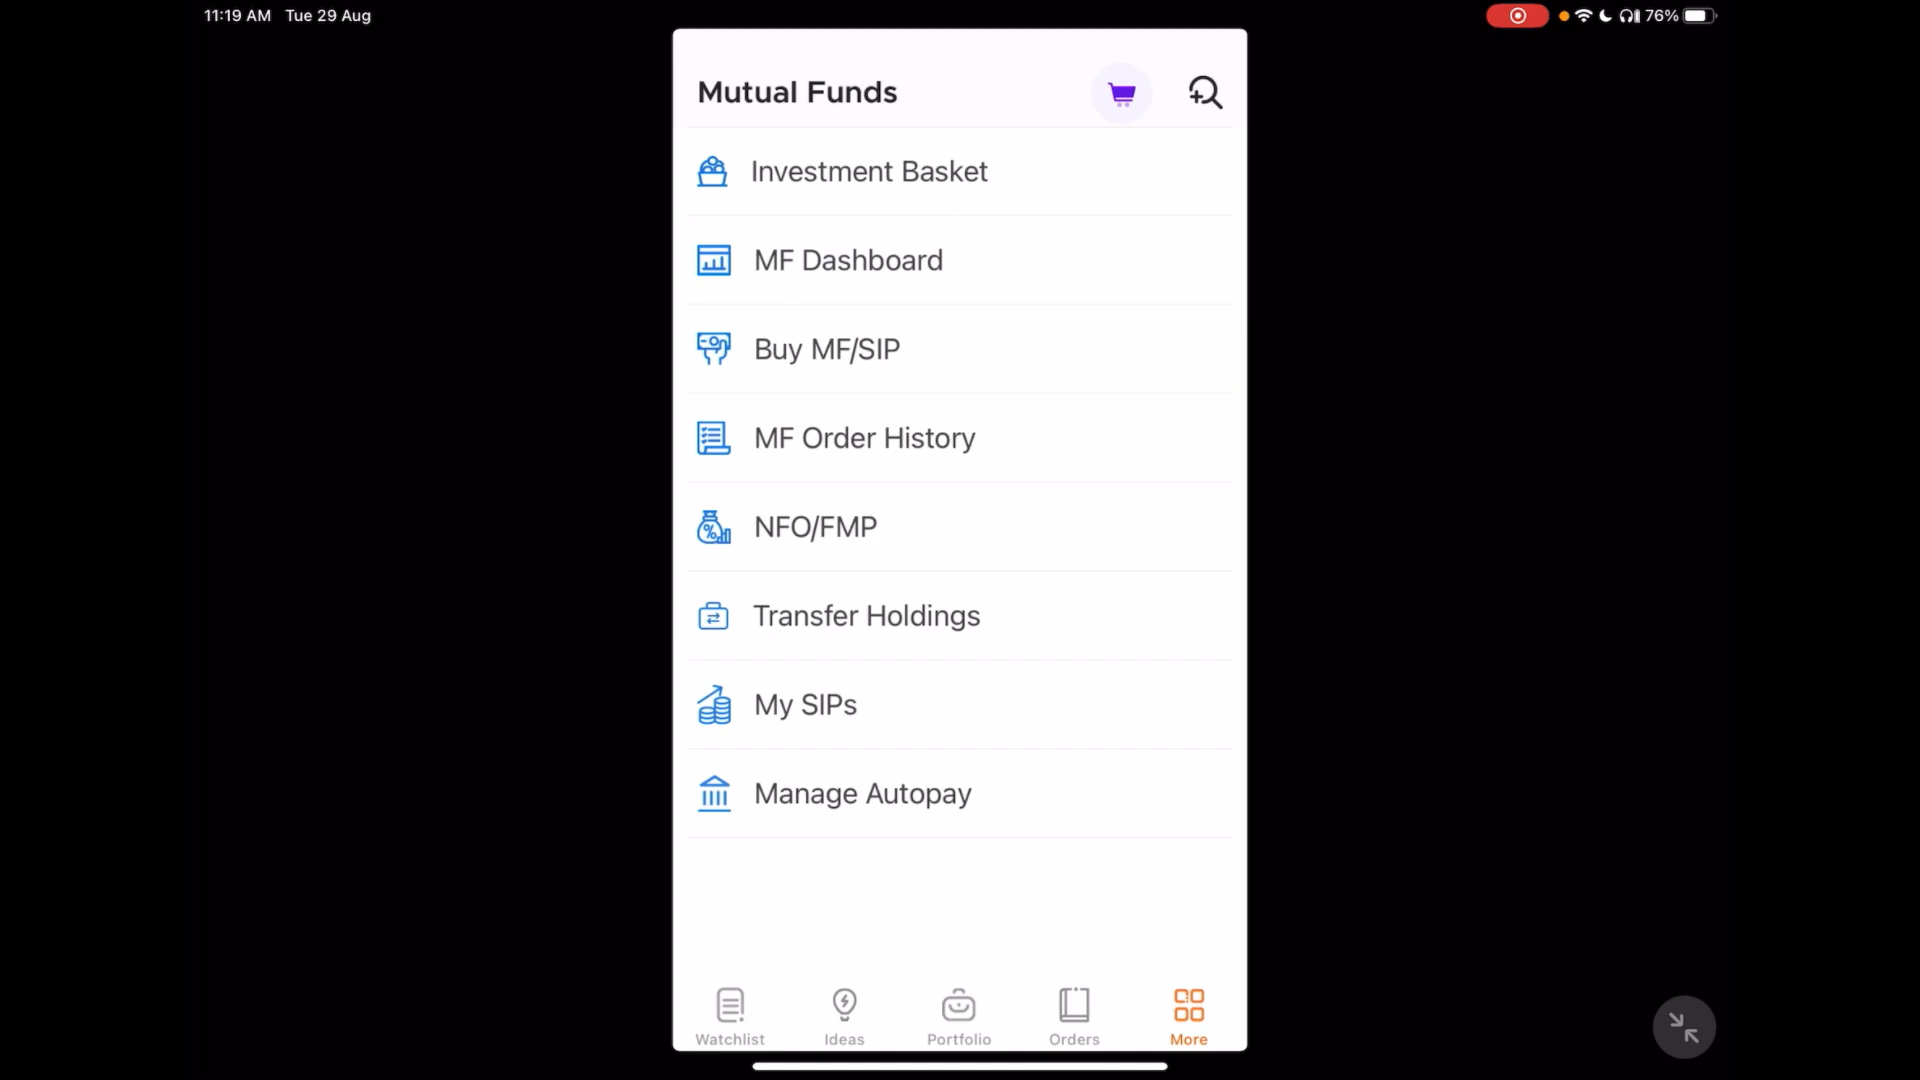 11:19 AM Tue 29 Aug
76%
Mutual Funds
Investment Basket
MF Dashboard
Buy MF/SIP
MF Order History
NFO/FMP
Transfer Holdings
My SIPs
Manage Autopay
Watchlist Ideas Portfolio Orders More